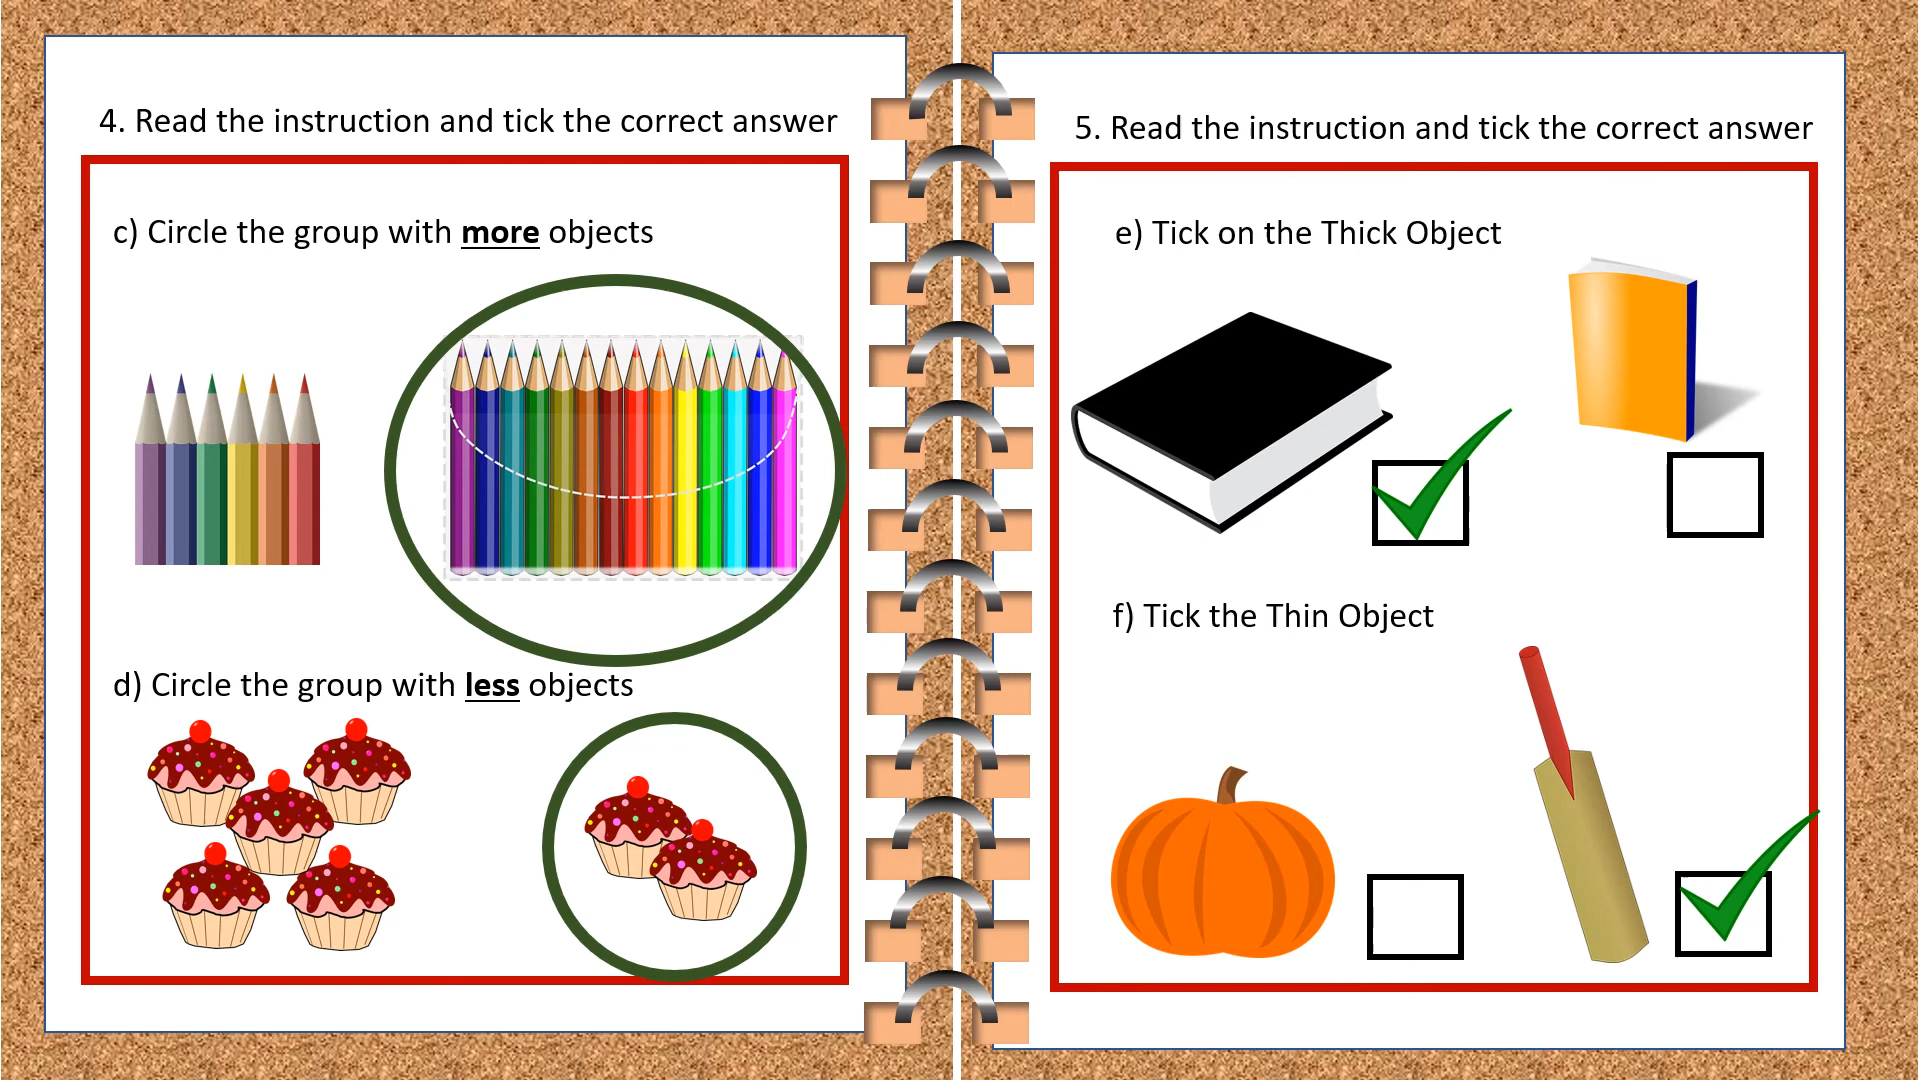 4. Read the instruction and tick the correct answer
c) Circle the group with more objects
d) Circle the group with less objects
5. Read the instruction and tick the correct answer
e) Tick on the Thick Object
f) Tick the Thin Object